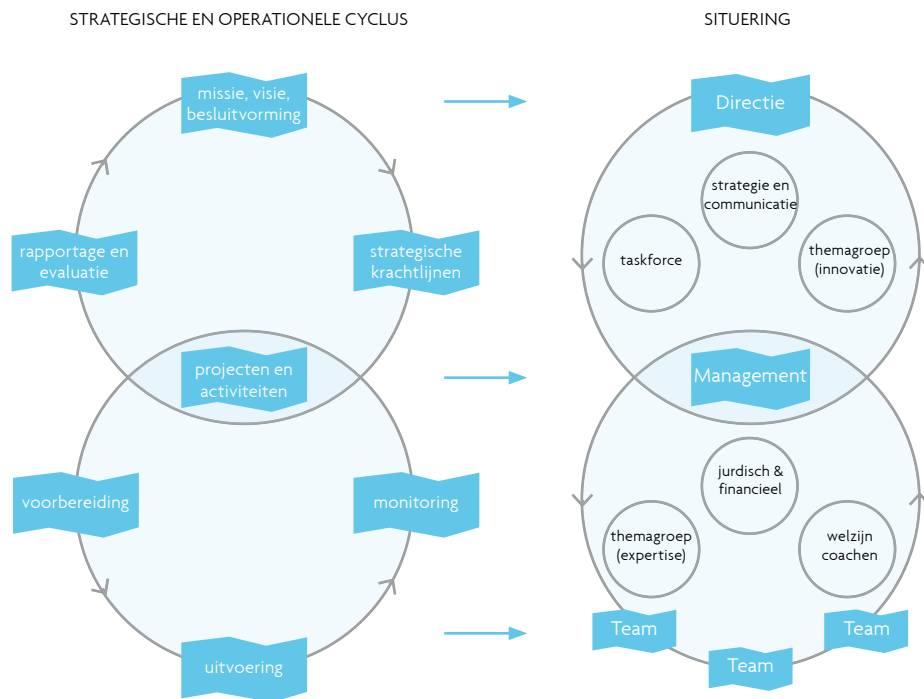 STRATEGISCHE EN OPERATIONELE CYCLUS
SITUERING
missie, visie,
besluitvorming
rapportage en
evaluatie
strategische
krachtlijnen
projecten en
activiteiten
voorbereiding
monitoring
uitvoering
Directie
strategie en
communicatie
taskforce
themagroep
(innovatie)
Management
jurdisch &
financieel
themagroep
(expertise)
welzijn
coachen
Team
Team
Team